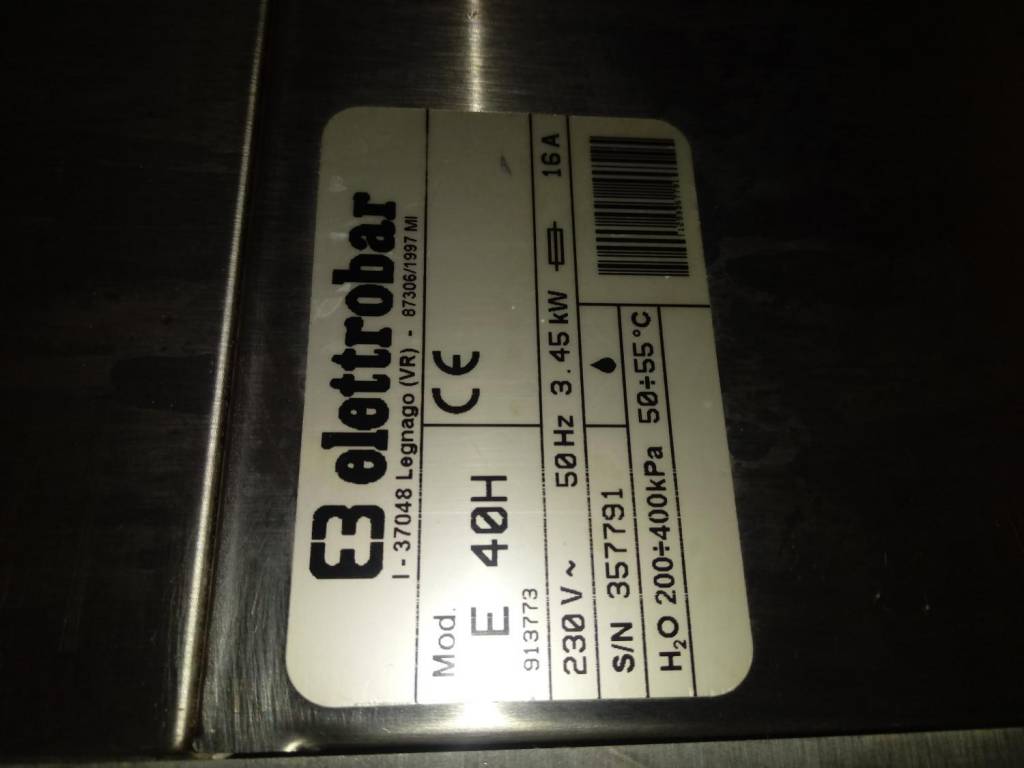 elettrobar
I - 37048 Legnago (VR) - 87306/1997 MI
Mod.
E 40H
CE
913773
230 V ~ 50 Hz 3.45 kW 16 A
S/N 357791
H₂O 200÷400kPa 50÷55°C